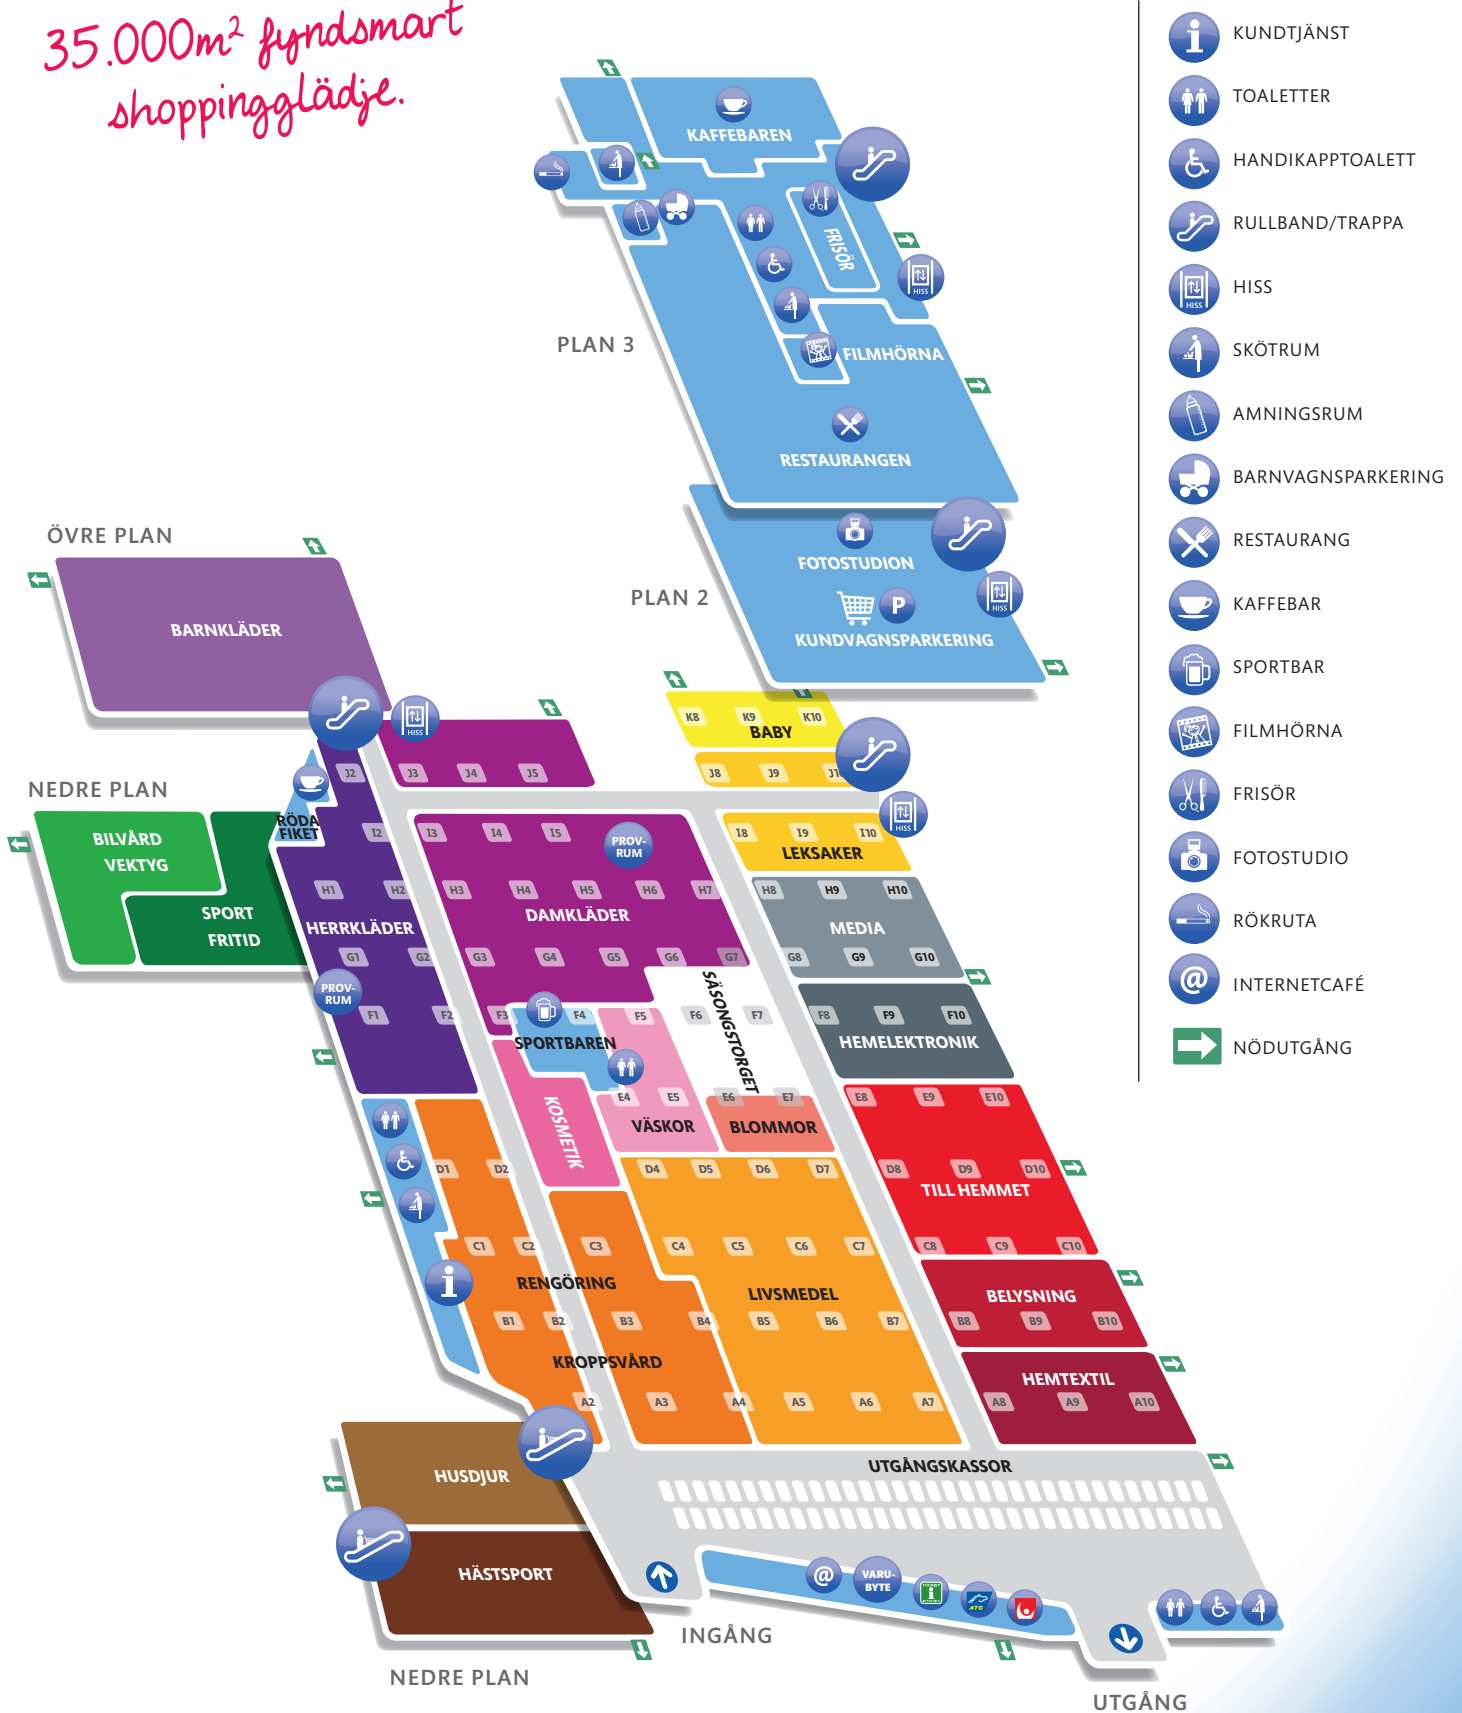 35.000m² fyndsmart
shoppingglädje.
KUNDTJÄNST
TOALETTER
HANDIKAPPTOALETT
RULLBAND/TRAPPA
HISS
HISS
SKÖTRUM
AMNINGSRUM
BARNVAGNSPARKERING
RESTAURANG
KAFFEBAR
SPORTBAR
FILMHÖRNA
FRISÖR
FOTOSTUDIO
RÖKRUTA
@ INTERNETCAFÉ
NÖDUTGÅNG
KAFFEBAREN
FRISÖR
HISS
PLAN 3
FILMHÖRNA
RESTAURANGEN
PLAN 2
FOTOSTUDION
HISS
P
KUNDVAGNSPARKERING
ÖVRE PLAN
BARNKLÄDER
HISS
NEDRE PLAN
BILVÅRD
VEKTYG
SPORT
FRITID
RÖDA
FIKET
K8 K9 K10
BABY
J2 J3 J4 J5 J8 J9
HISS
I2 I3 I4 I5 I8 I9 I10
PROV-
RUM
LEKSAKER
H1 H2 H3 H4 H5 H6 H7 H8 H9 H10
HERRKLÄDER DAMKLÄDER MEDIA
G1 G2 G3 G4 G5 G6 G7 G8 G9 G10
PROV-
RUM
SÄSONGSTORGET
F1 F2 F3 F4 F5 F6 F7 F8 F9 F10
SPORTBAREN HEMELEKTRONIK
E4 E5 E6 E7 E8 E9 E10
KOSMETIK VÄSKOR BLOMMOR
D1 D2 D4 D5 D6 D7 D8 D9 D10
TILL HEMMET
C1 C2 C3 C4 C5 C6 C7 C8 C9 C10
RENGÖRING LIVSMEDEL BELYSNING
B1 B2 B3 B4 B5 B6 B7 B8 B9 B10
KROPPSVÅRD HEMTEXTIL
A2 A3 A4 A5 A6 A7 A8 A9 A10
HUSDJUR
UTGÅNGSKASSOR
HÄSTSPORT
@
VARU-
BYTE
ATG
INGÅNG
NEDRE PLAN
UTGÅNG